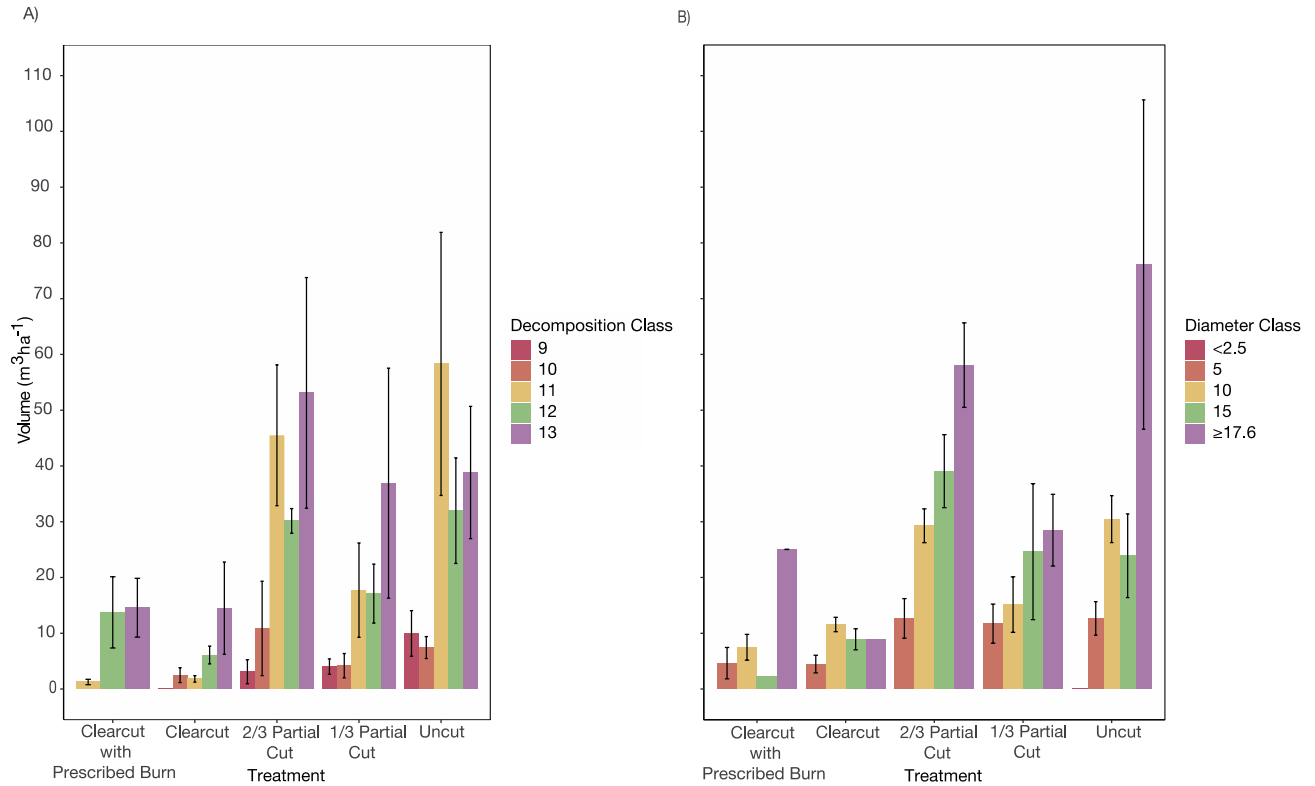 A)
110
100
90
80
70
60
50
40
30
20
10
0
Volume (m³ha⁻¹)
Clearcut
with
Prescribed Burn
Clearcut
2/3 Partial
Cut
1/3 Partial
Cut
Uncut
Treatment
Decomposition Class
9
10
11
12
13
B)
Clearcut
with
Prescribed Burn
Clearcut
2/3 Partial
Cut
1/3 Partial
Cut
Uncut
Treatment
Diameter Class
<2.5
5
10
15
≥17.6